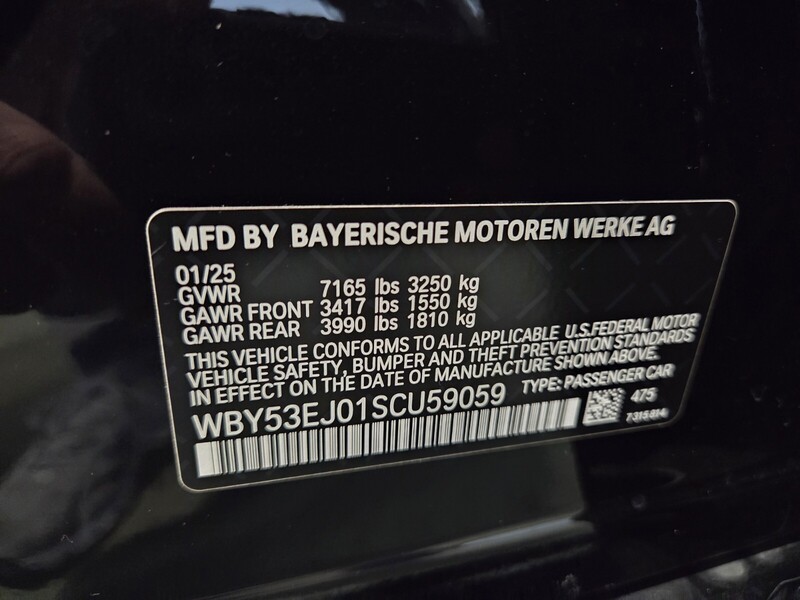 MFD BY BAYERISCHE MOTOREN WERKE AG
01/25
GVWR 7165 lbs 3250 kg
GAWR FRONT 3417 lbs 1550 kg
GAWR REAR 3990 lbs 1810 kg
THIS VEHICLE CONFORMS TO ALL APPLICABLE U.S.FEDERAL MOTOR
VEHICLE SAFETY, BUMPER AND THEFT PREVENTION STANDARDS
IN EFFECT ON THE DATE OF MANUFACTURE SHOWN ABOVE.
WBY53EJ01SCU59059 TYPE: PASSENGER CAR
475
7315814